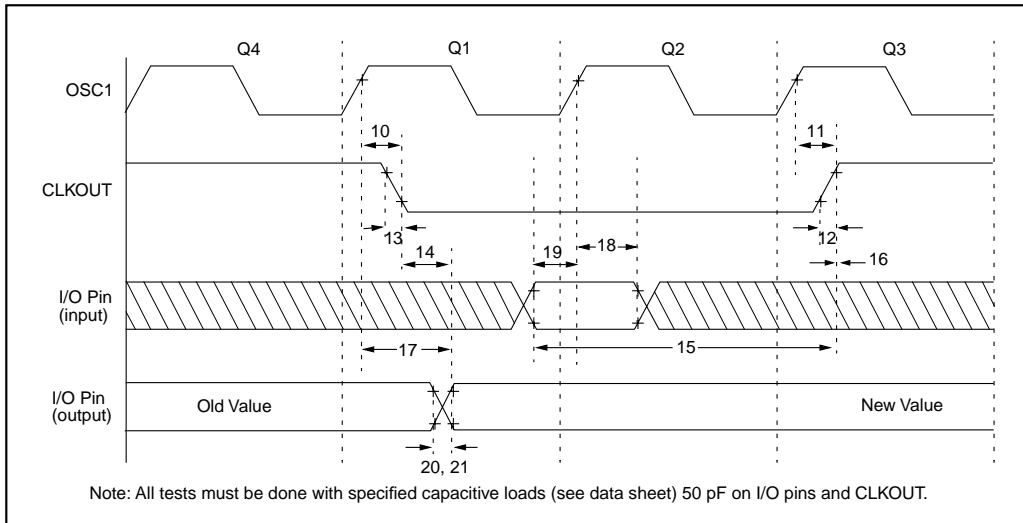 Q4 Q1 Q2 Q3
OSC1
10 11
CLKOUT
13 12
14 19 18 16
I/O Pin
(input)
17 15
I/O Pin
(output)
Old Value New Value
20, 21
Note: All tests must be done with specified capacitive loads (see data sheet) 50 pF on I/O pins and CLKOUT.